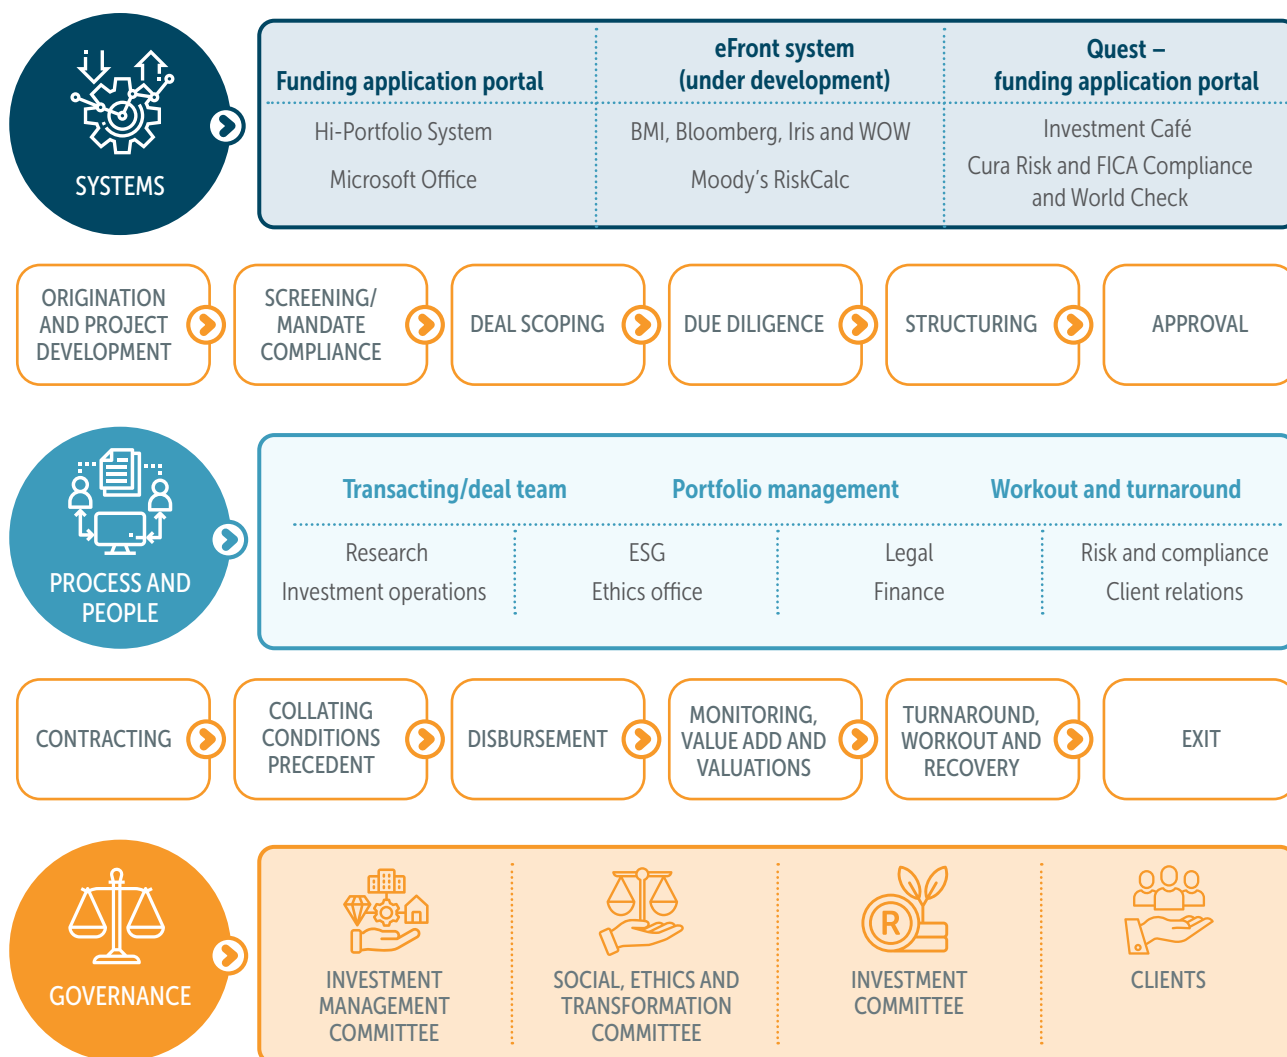 SYSTEMS
Funding application portal
eFront system
(under development)
Quest –
funding application portal
Hi-Portfolio System
BMI, Bloomberg, Iris and WOW
Investment Café
Microsoft Office
Moody’s RiskCalc
Cura Risk and FICA Compliance
and World Check
ORIGINATION
AND PROJECT
DEVELOPMENT
SCREENING/
MANDATE
COMPLIANCE
DEAL SCOPING
DUE DILIGENCE
STRUCTURING
APPROVAL
PROCESS AND
PEOPLE
Transacting/deal team
Portfolio management
Workout and turnaround
Research
ESG
Legal
Risk and compliance
Investment operations
Ethics office
Finance
Client relations
CONTRACTING
COLLATING
CONDITIONS
PRECEDENT
DISBURSEMENT
MONITORING,
VALUE ADD AND
VALUATIONS
TURNAROUND,
WORKOUT AND
RECOVERY
EXIT
GOVERNANCE
INVESTMENT
MANAGEMENT
COMMITTEE
SOCIAL, ETHICS AND
TRANSFORMATION
COMMITTEE
R
INVESTMENT
COMMITTEE
CLIENTS